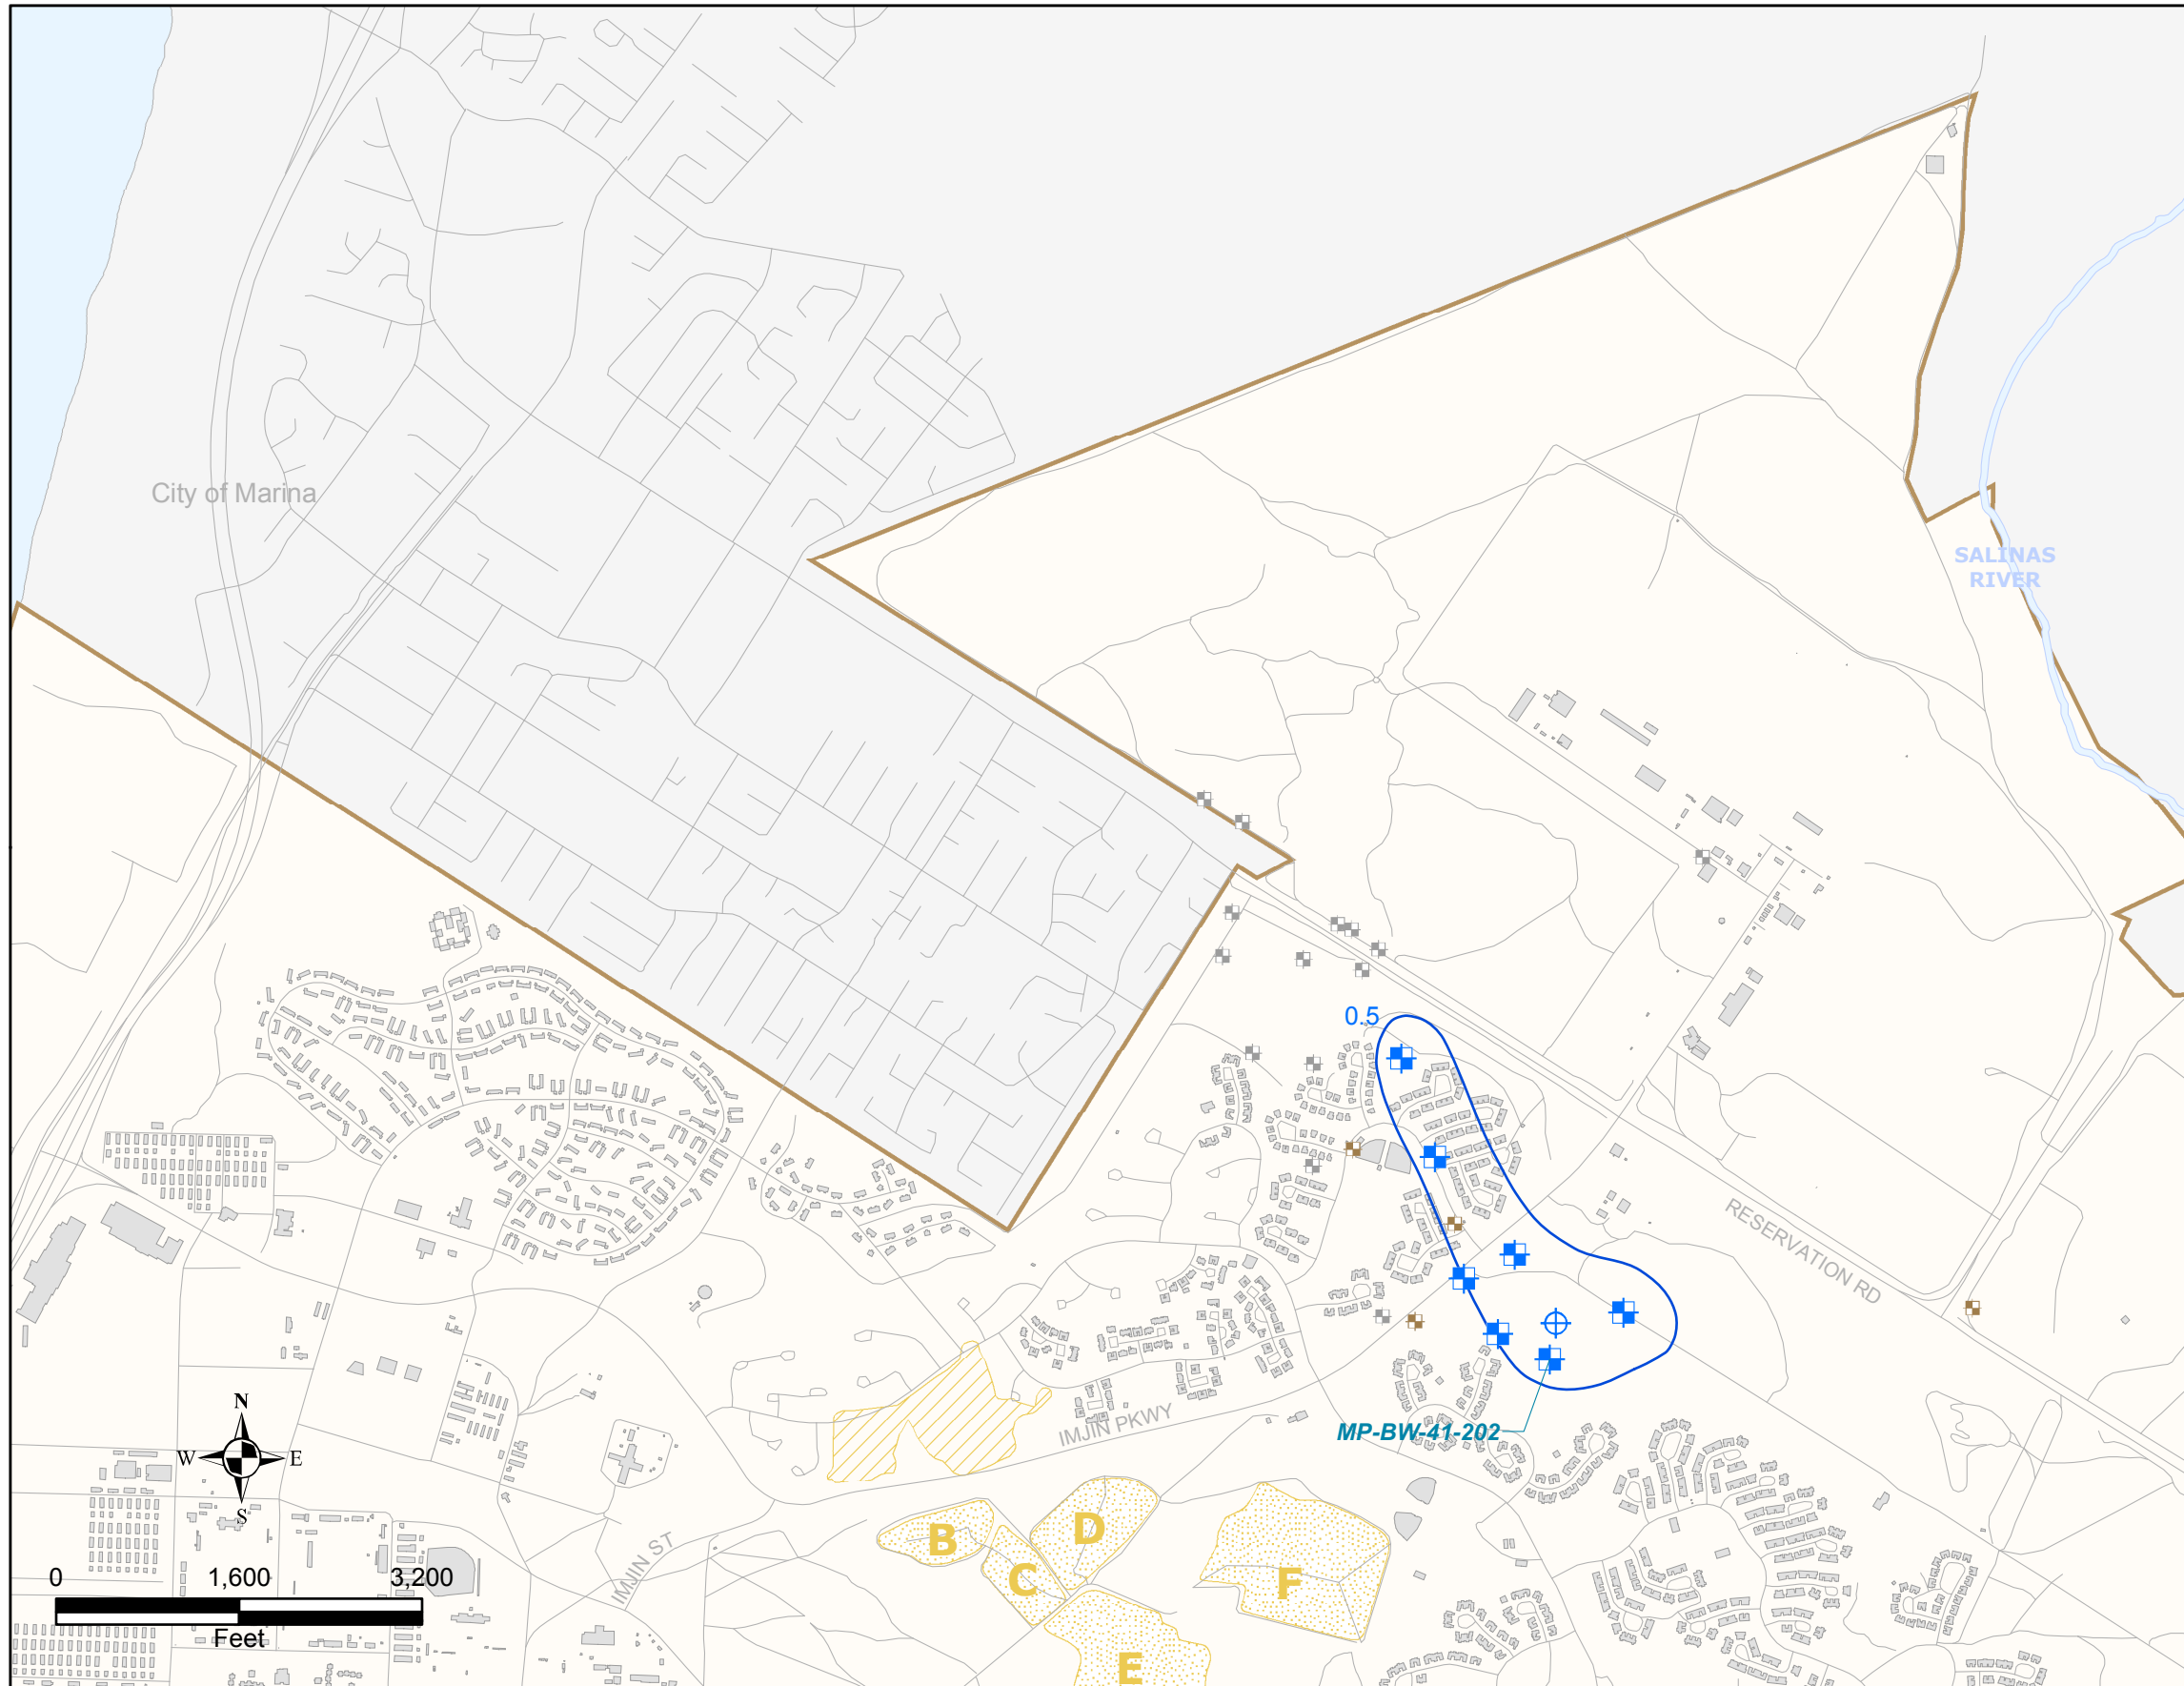 City of Marina
SALINAS
RIVER
0.5
RESERVATION RD
MP-BW-41-202
IMJIN PKWY
N
W
E
S
IMJIN ST
B
C
D
F
E
0
1,600
3,200
Feet